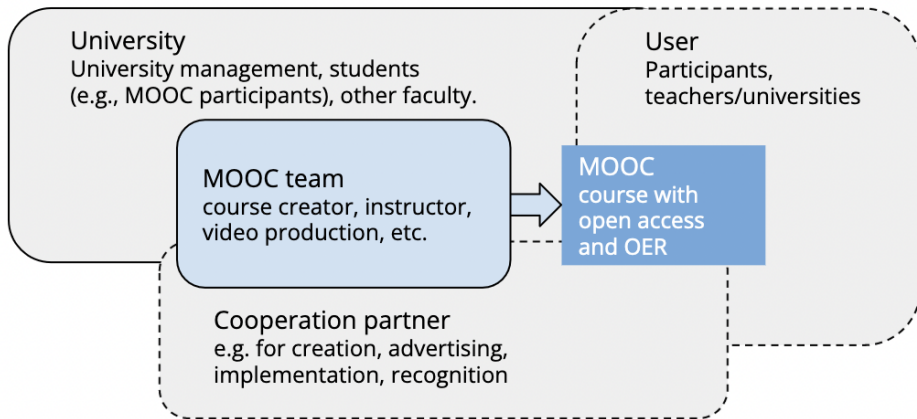 University
University management, students
(e.g., MOOC participants), other faculty.
User
Participants,
teachers/universities
MOOC team
course creator, instructor,
video production, etc.
MOOC
course with
open access
and OER
Cooperation partner
e.g. for creation, advertising,
implementation, recognition